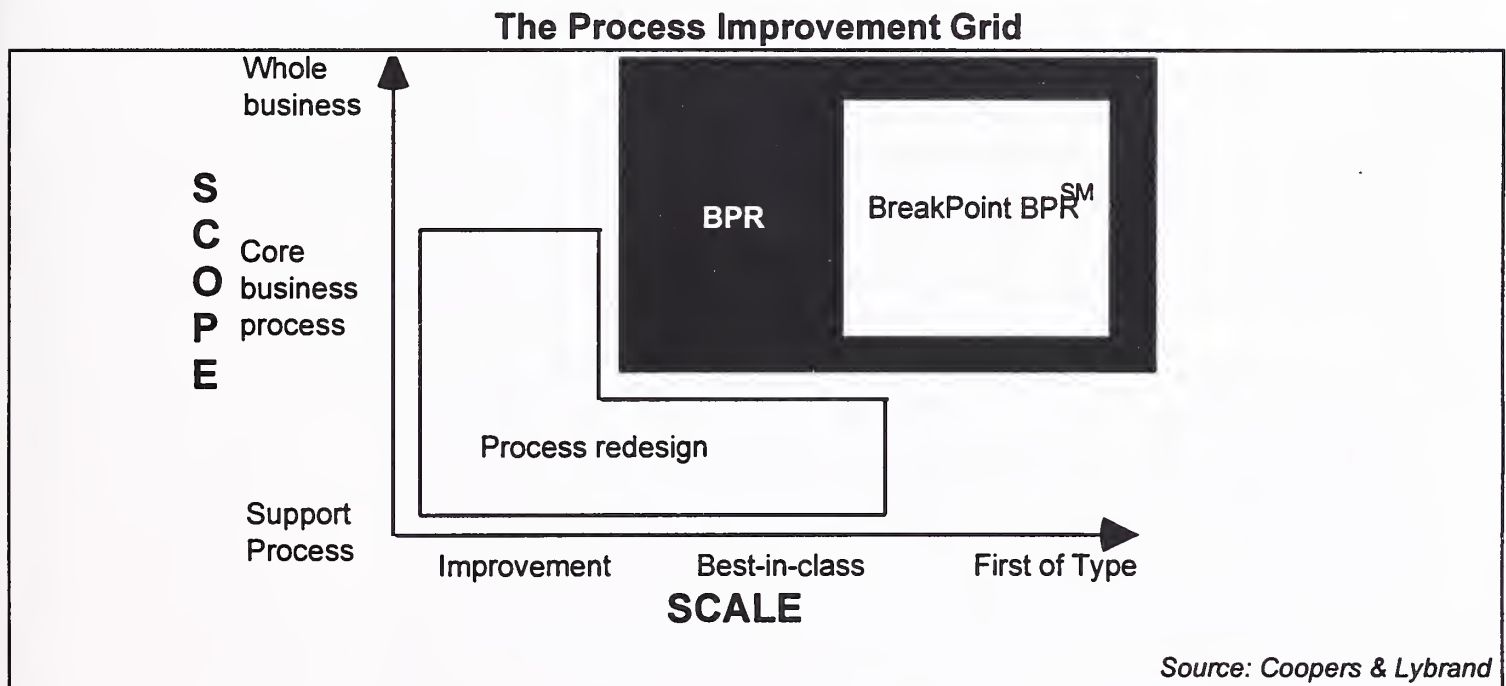 The Process Improvement Grid
Whole
business
SCOPE
Core
business
process
Support
Process
BPR
BreakPoint BPR SM
Process redesign
Improvement Best-in-class First of Type
SCALE
Source: Coopers & Lybrand